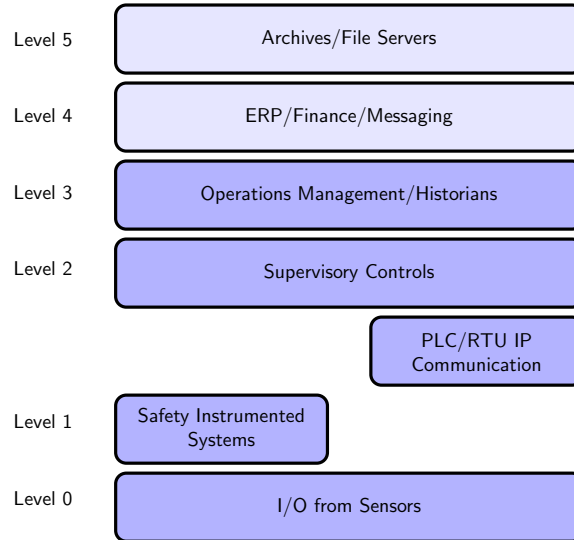 Level 5
Archives/File Servers
Level 4
ERP/Finance/Messaging
Level 3
Operations Management/Historians
Level 2
Supervisory Controls
PLC/RTU IP
Communication
Level 1
Safety Instrumented
Systems
Level 0
I/O from Sensors